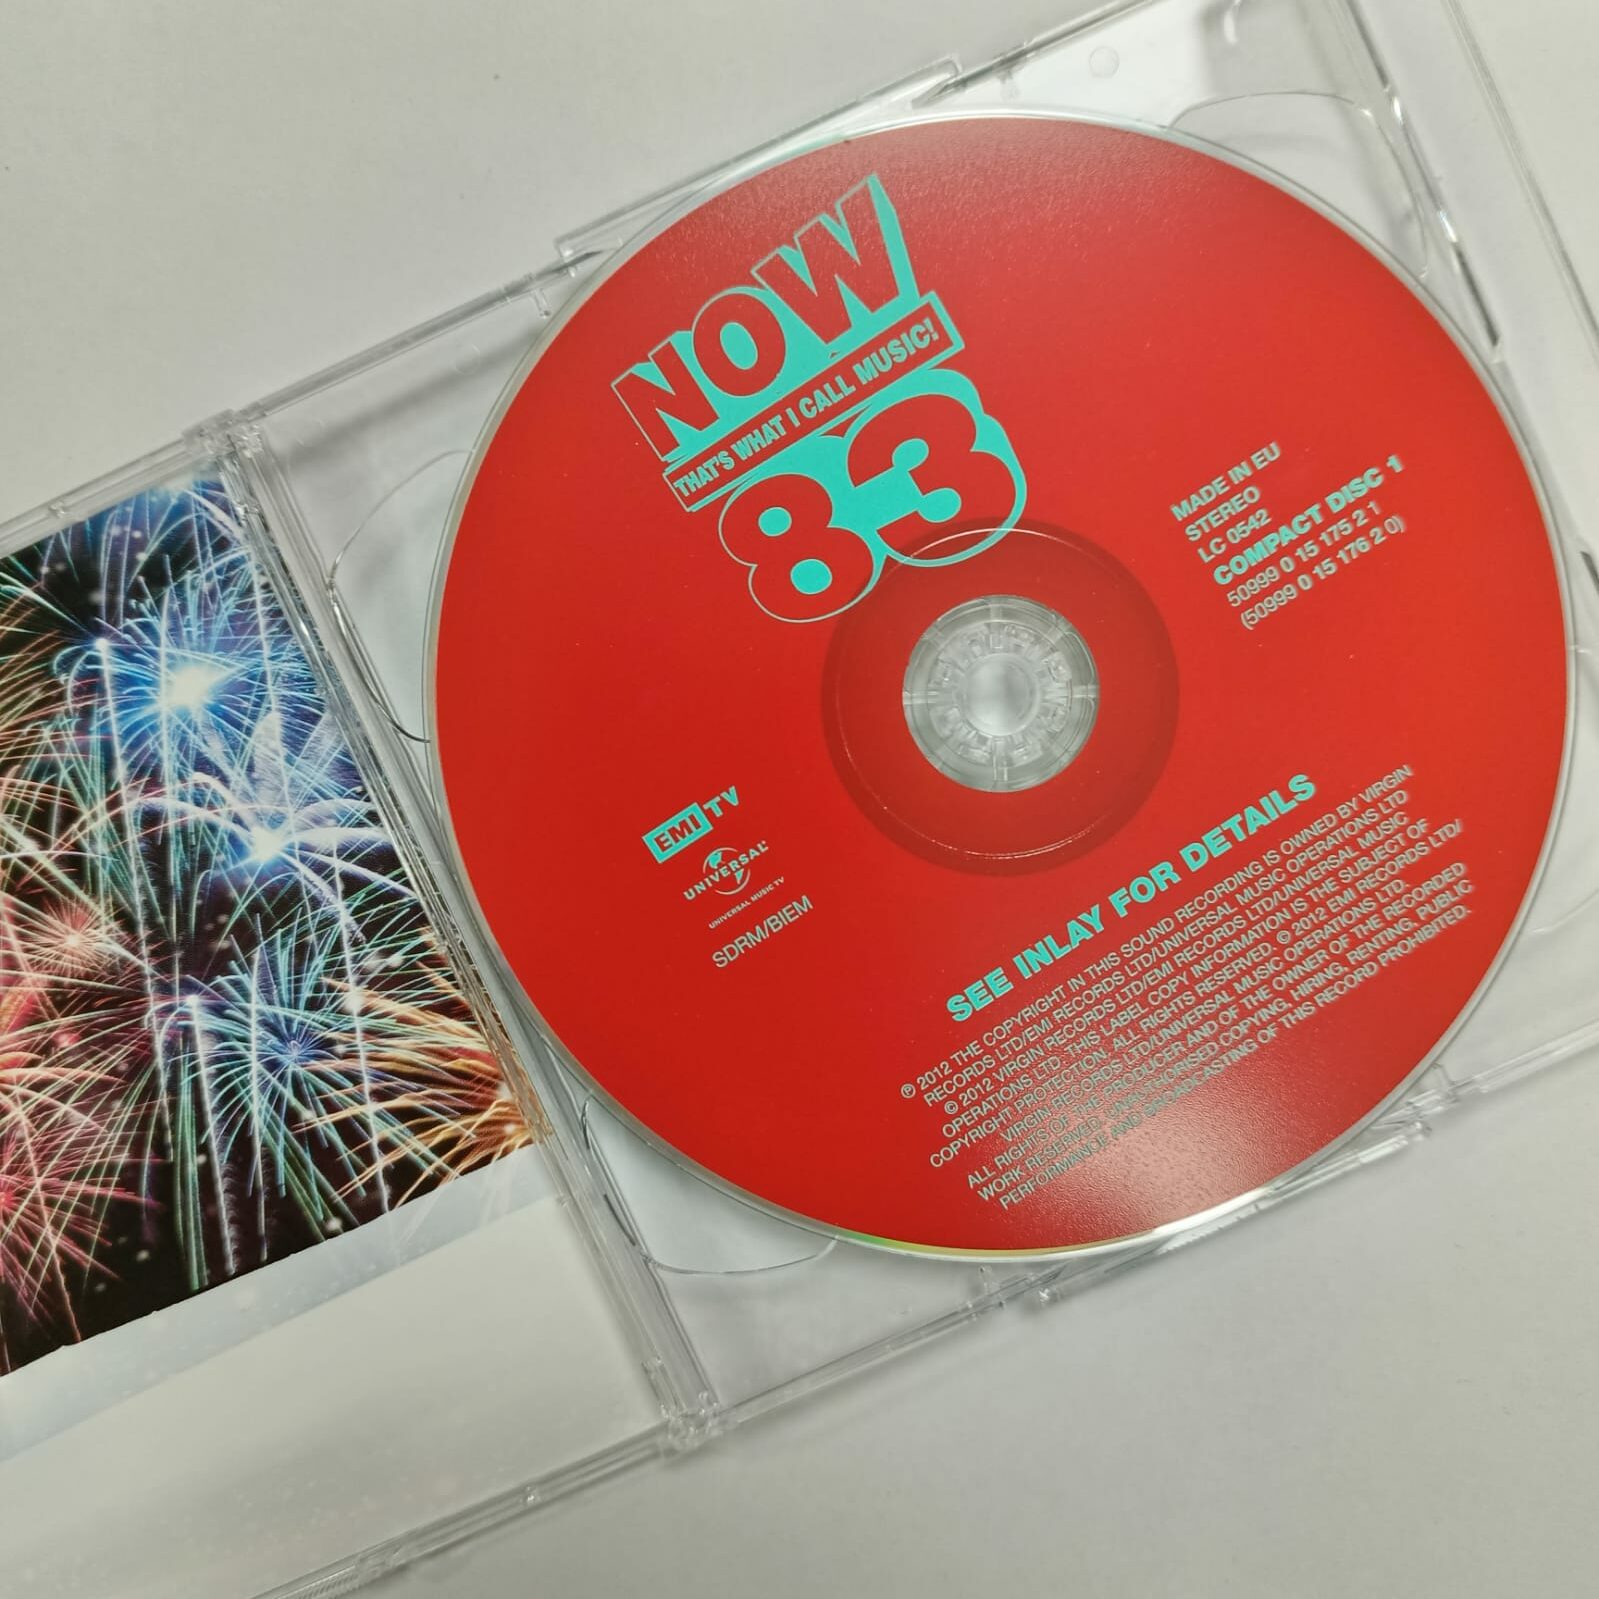 NOW
THAT'S WHAT I CALL MUSIC!
83
MADE IN EU
STEREO
LC 0542
COMPACT DISC 1
50999 0 15 175 2 1
(50999 0 15 176 2 0)
EMI TV
UNIVERSAL
UNIVERSAL MUSIC TV
SDRM/BIEM
SEE INLAY FOR DETAILS
℗ 2012 THE COPYRIGHT IN THIS SOUND RECORDING IS OWNED BY VIRGIN
RECORDS LTD/EMI RECORDS LTD/UNIVERSAL MUSIC OPERATIONS LTD
© 2012 VIRGIN RECORDS LTD/EMI RECORDS LTD/UNIVERSAL MUSIC
OPERATIONS LTD. THIS LABEL COPY INFORMATION IS THE SUBJECT OF
COPYRIGHT PROTECTION. ALL RIGHTS RESERVED. © 2012 EMI RECORDS LTD/
VIRGIN RECORDS LTD/UNIVERSAL MUSIC OPERATIONS LTD.
ALL RIGHTS OF THE PRODUCER AND OF THE OWNER OF THE RECORDED
WORK RESERVED. UNAUTHORISED COPYING, HIRING, RENTING, PUBLIC
PERFORMANCE AND BROADCASTING OF THIS RECORD PROHIBITED.